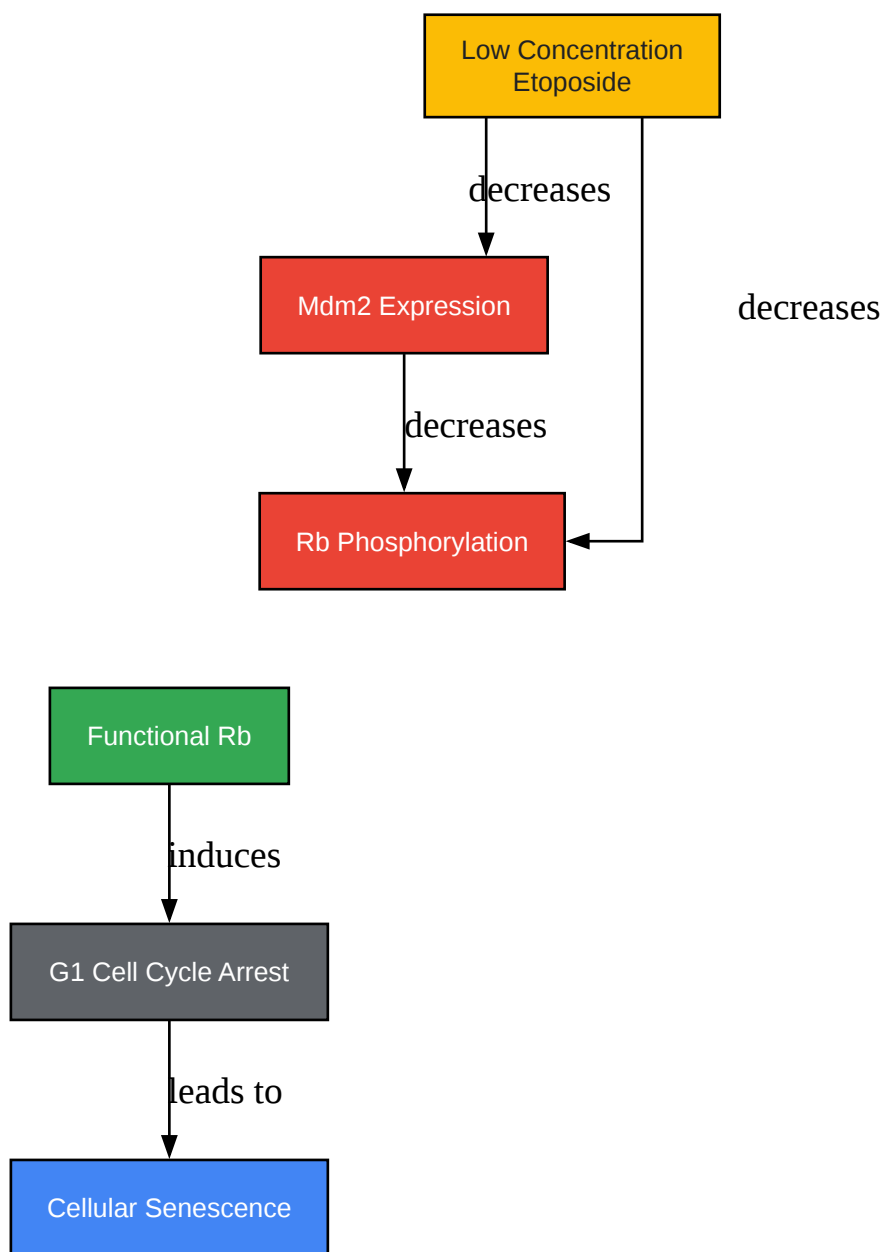 Low Concentration
Etoposide
decreases
Mdm2 Expression
decreases
decreases
Rb Phosphorylation
Functional Rb
induces
G1 Cell Cycle Arrest
leads to
Cellular Senescence